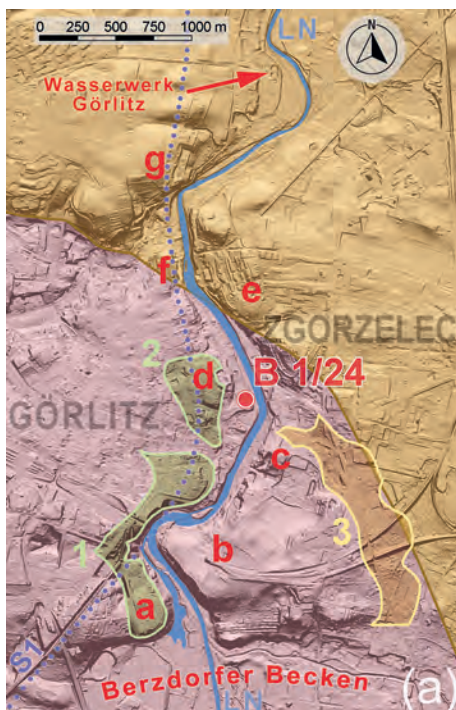 0 250 500 750 1000 m
LN
N
Wasserwerk
Görlitz
g
f
e
ZGORZELEC
2
d
B 1/24
GÖRLITZ
c
3
1
b
a
S1
Berzdorfer Becken
LN
(a)